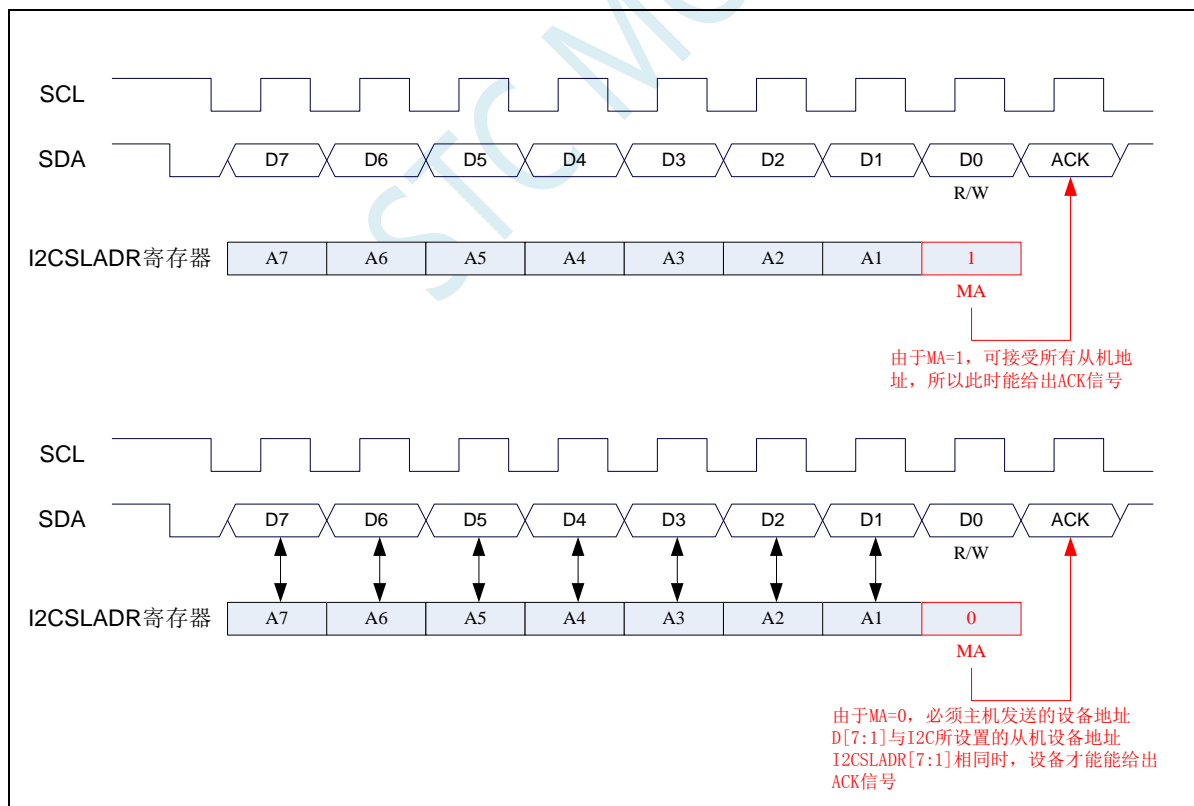 STC MC
SCL
SDA D7 D6 D5 D4 D3 D2 D1 D0 ACK
R/W
I2CSLADR寄存器 A7 A6 A5 A4 A3 A2 A1 1
MA
由于MA=1，可接受所有从机地
址，所以此时能给出ACK信号
SCL
SDA D7 D6 D5 D4 D3 D2 D1 D0 ACK
R/W
I2CSLADR寄存器 A7 A6 A5 A4 A3 A2 A1 0
MA
由于MA=0，必须主机发送的设备地址
D[7:1]与I2C所设置的从机设备地址
I2CSLADR[7:1]相同时，设备才能能给出
ACK信号